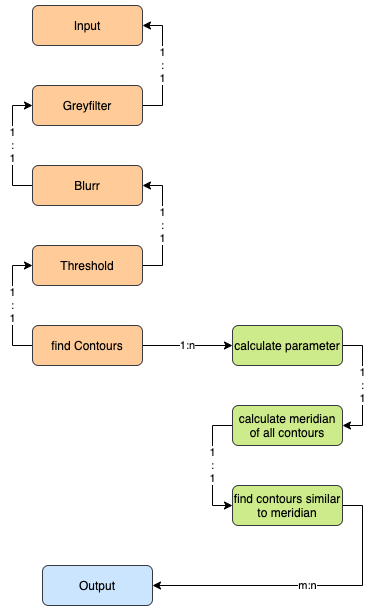 Input
1
:
1
Greyfilter
1
:
1
Blurr
1
:
1
Threshold
1
:
1
find Contours
1:n
calculate parameter
1
:
1
calculate meridian
of all contours
1
:
1
find contours similar
to meridian
m:n
Output